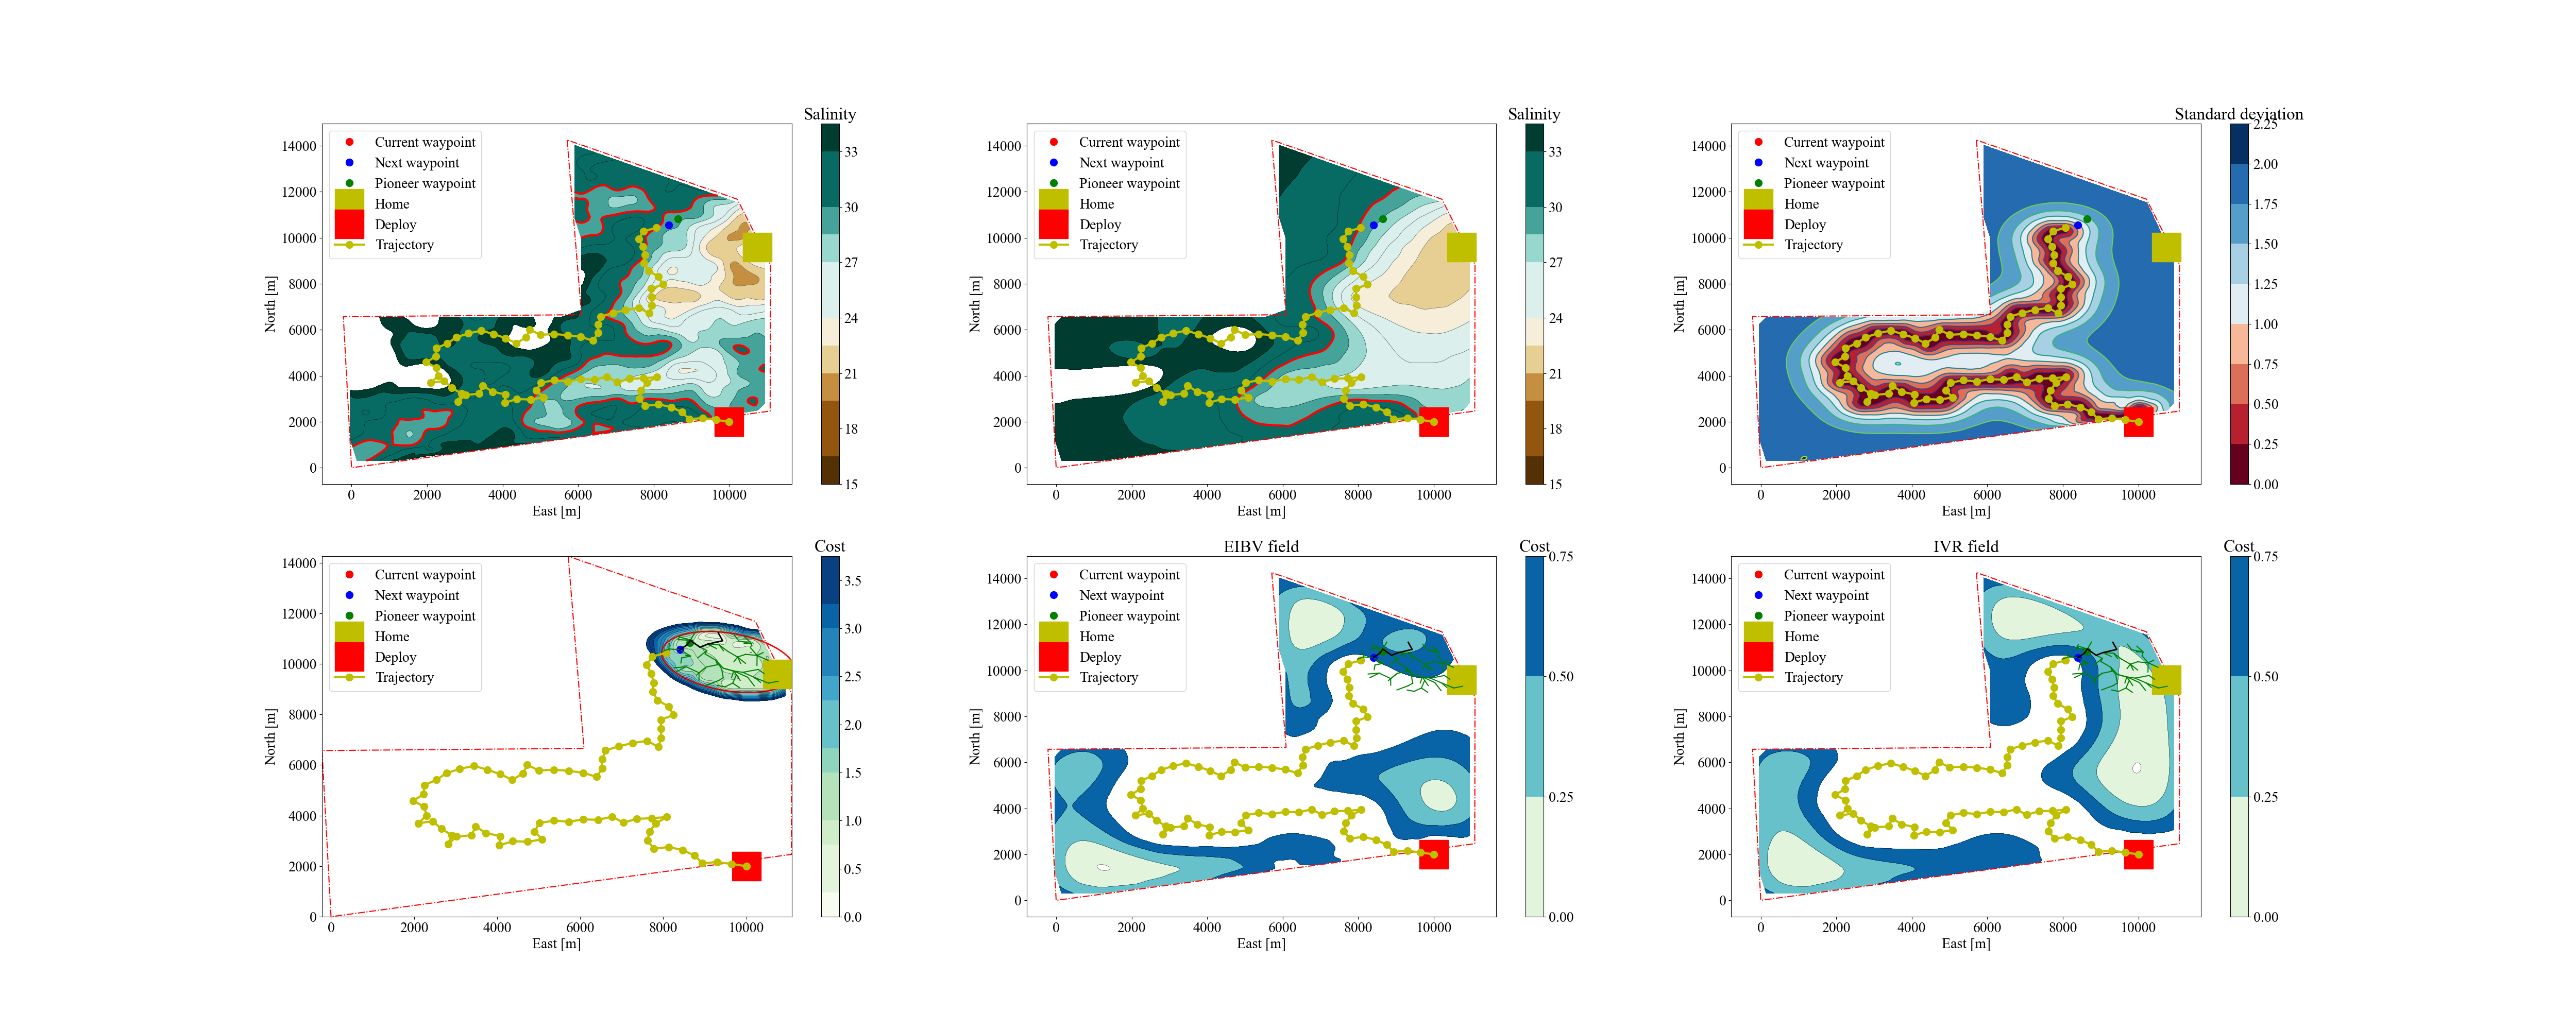 Salinity
14000
12000
10000
8000
6000
4000
2000
0
North [m]
Current waypoint
Next waypoint
Pioneer waypoint
Home
Deploy
Trajectory
0 2000 4000 6000 8000 10000
East [m]
33
30
27
24
21
18
15
Salinity
14000
12000
10000
8000
6000
4000
2000
0
North [m]
Current waypoint
Next waypoint
Pioneer waypoint
Home
Deploy
Trajectory
0 2000 4000 6000 8000 10000
East [m]
33
30
27
24
21
18
15
Standard deviation
14000
12000
10000
8000
6000
4000
2000
0
North [m]
Current waypoint
Next waypoint
Pioneer waypoint
Home
Deploy
Trajectory
0 2000 4000 6000 8000 10000
East [m]
2.25
2.00
1.75
1.50
1.25
1.00
0.75
0.50
0.25
0.00
Cost
14000
12000
10000
8000
6000
4000
2000
0
North [m]
Current waypoint
Next waypoint
Pioneer waypoint
Home
Deploy
Trajectory
0 2000 4000 6000 8000 10000
East [m]
3.5
3.0
2.5
2.0
1.5
1.0
0.5
0.0
EIBV field
Cost
14000
12000
10000
8000
6000
4000
2000
0
North [m]
Current waypoint
Next waypoint
Pioneer waypoint
Home
Deploy
Trajectory
0 2000 4000 6000 8000 10000
East [m]
0.75
0.50
0.25
0.00
IVR field
Cost
14000
12000
10000
8000
6000
4000
2000
0
North [m]
Current waypoint
Next waypoint
Pioneer waypoint
Home
Deploy
Trajectory
0 2000 4000 6000 8000 10000
East [m]
0.75
0.50
0.25
0.00